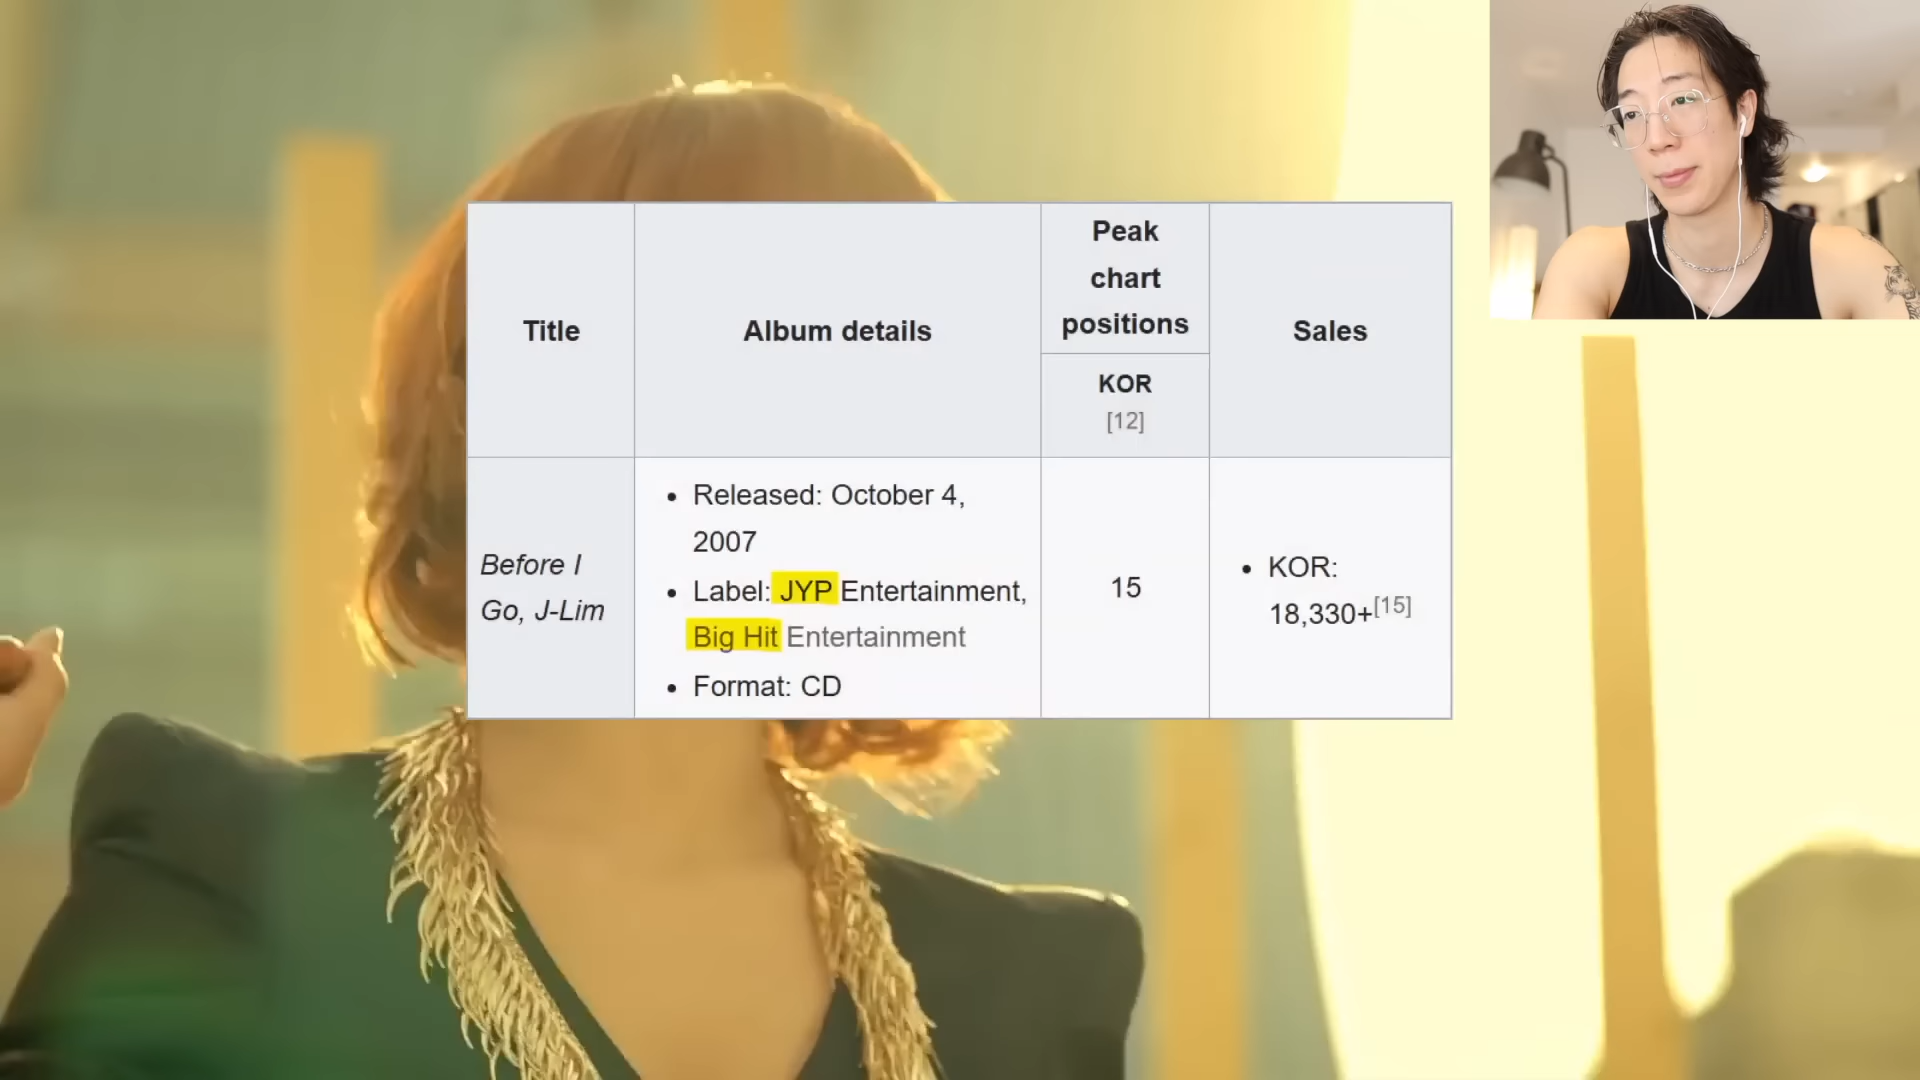 Title
Album details
Peak
chart
positions
KOR
[12]
Sales
Before I
Go, J-Lim
• Released: October 4,
2007
• Label: JYP Entertainment,
Big Hit Entertainment
• Format: CD
15
• KOR:
18,330+[15]